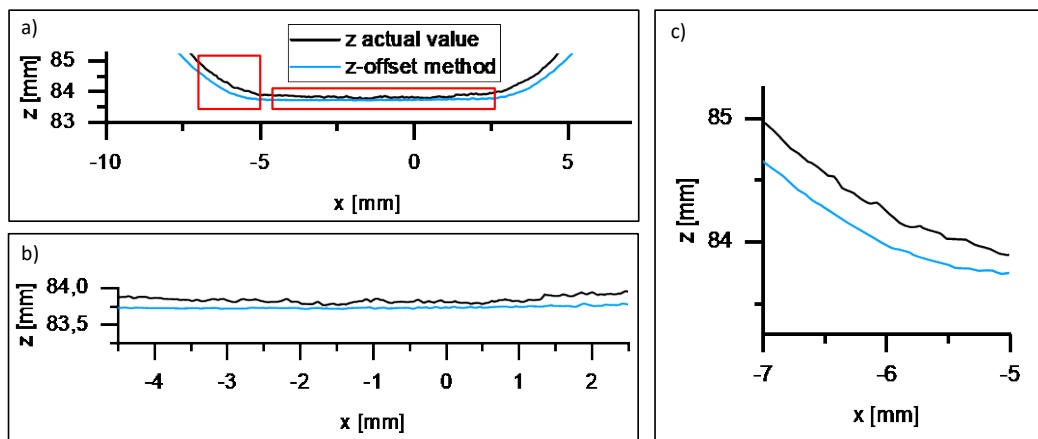 a)
z actual value
z-offset method
85
84
83
z [mm]
-10
-5
0
5
x [mm]
b)
84,0
83,5
z [mm]
-4
-3
-2
-1
0
1
2
x [mm]
c)
85
84
z [mm]
-7
-6
-5
x [mm]